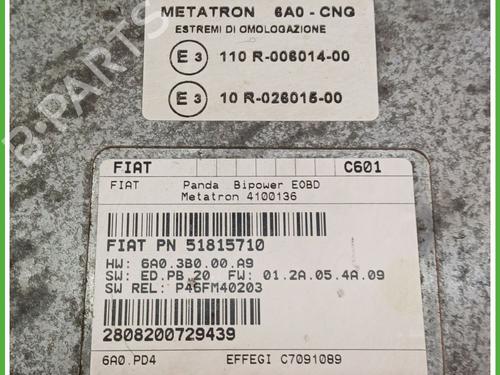 METATRON 6A0 - CNG
ESTREMI DI OMOLOGAZIONE
E 3 110 R-006014-00
E 3 10 R-026015-00
B-PARTS
FIAT C601
FIAT Panda Bipower EOBD
Metatron 4100136
FIAT PN 51815710
HW: 6A0.3B0.00.A9
SW: ED.PB.20 FW: 01.2A.05.4A.09
SW REL: P46FM40203
2808200729439
6A0.PD4 EFFEGI C7091089